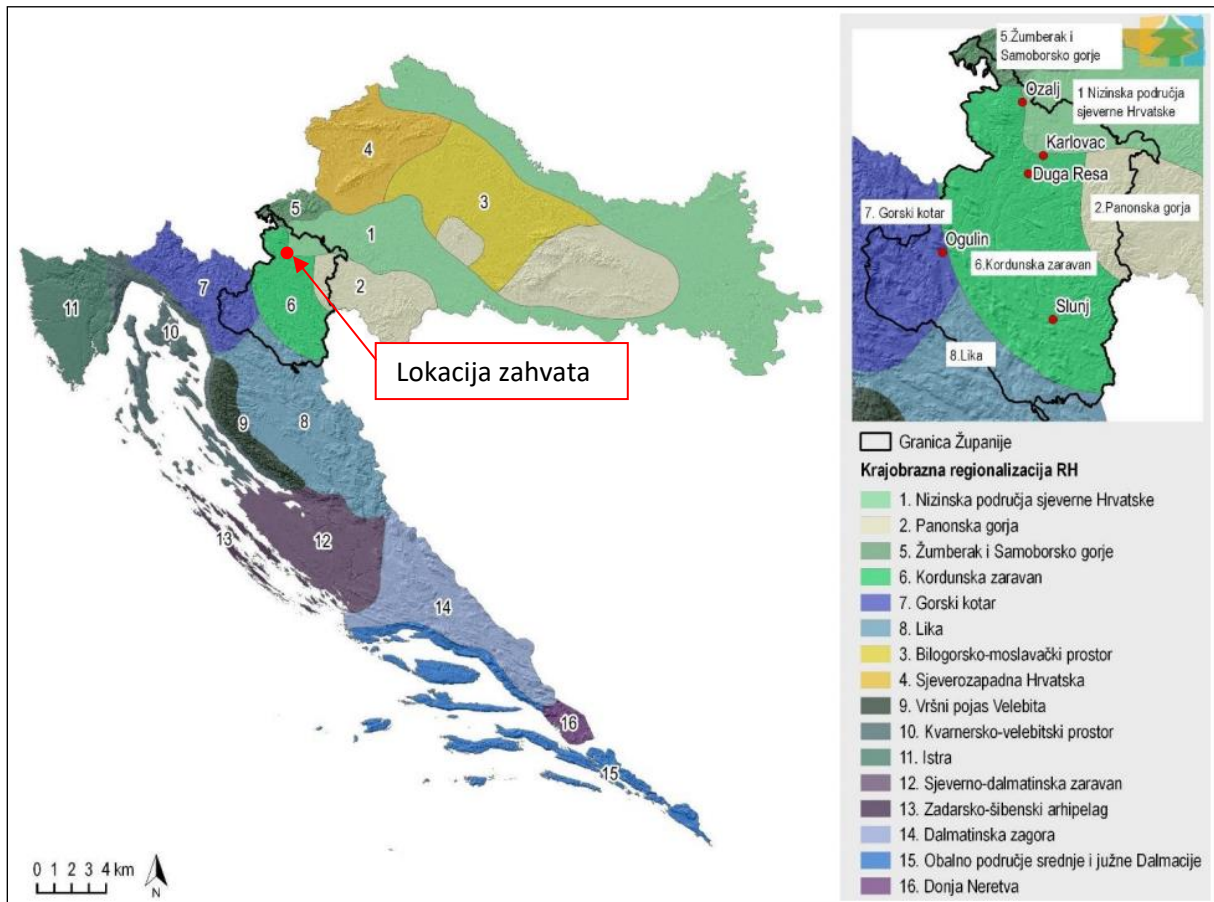 4
3
5
1
2
7
6
11
10
Lokacija zahvata
9
8
13
12
14
16
15
0 1 2 3 4 km
N
5.Žumberak i
Samoborsko gorje
Ozalj
1 Nizinska područja
sjeverne Hrvatske
Karlovac
Duga Resa
2.Panonska gorja
7. Gorski kotar
Ogulin
6.Kordunska zaravan
Slunj
8.Lika
Granica Županije
Krajobrazna regionalizacija RH
1. Nizinska područja sjeverne Hrvatske
2. Panonska gorja
5. Žumberak i Samoborsko gorje
6. Kordunska zaravan
7. Gorski kotar
8. Lika
3. Bilogorsko-moslavački prostor
4. Sjeverozapadna Hrvatska
9. Vršni pojas Velebita
10. Kvarnersko-velebitski prostor
11. Istra
12. Sjeverno-dalmatinska zaravan
13. Zadarsko-šibenski arhipelag
14. Dalmatinska zagora
15. Obalno područje srednje i južne Dalmacije
16. Donja Neretva